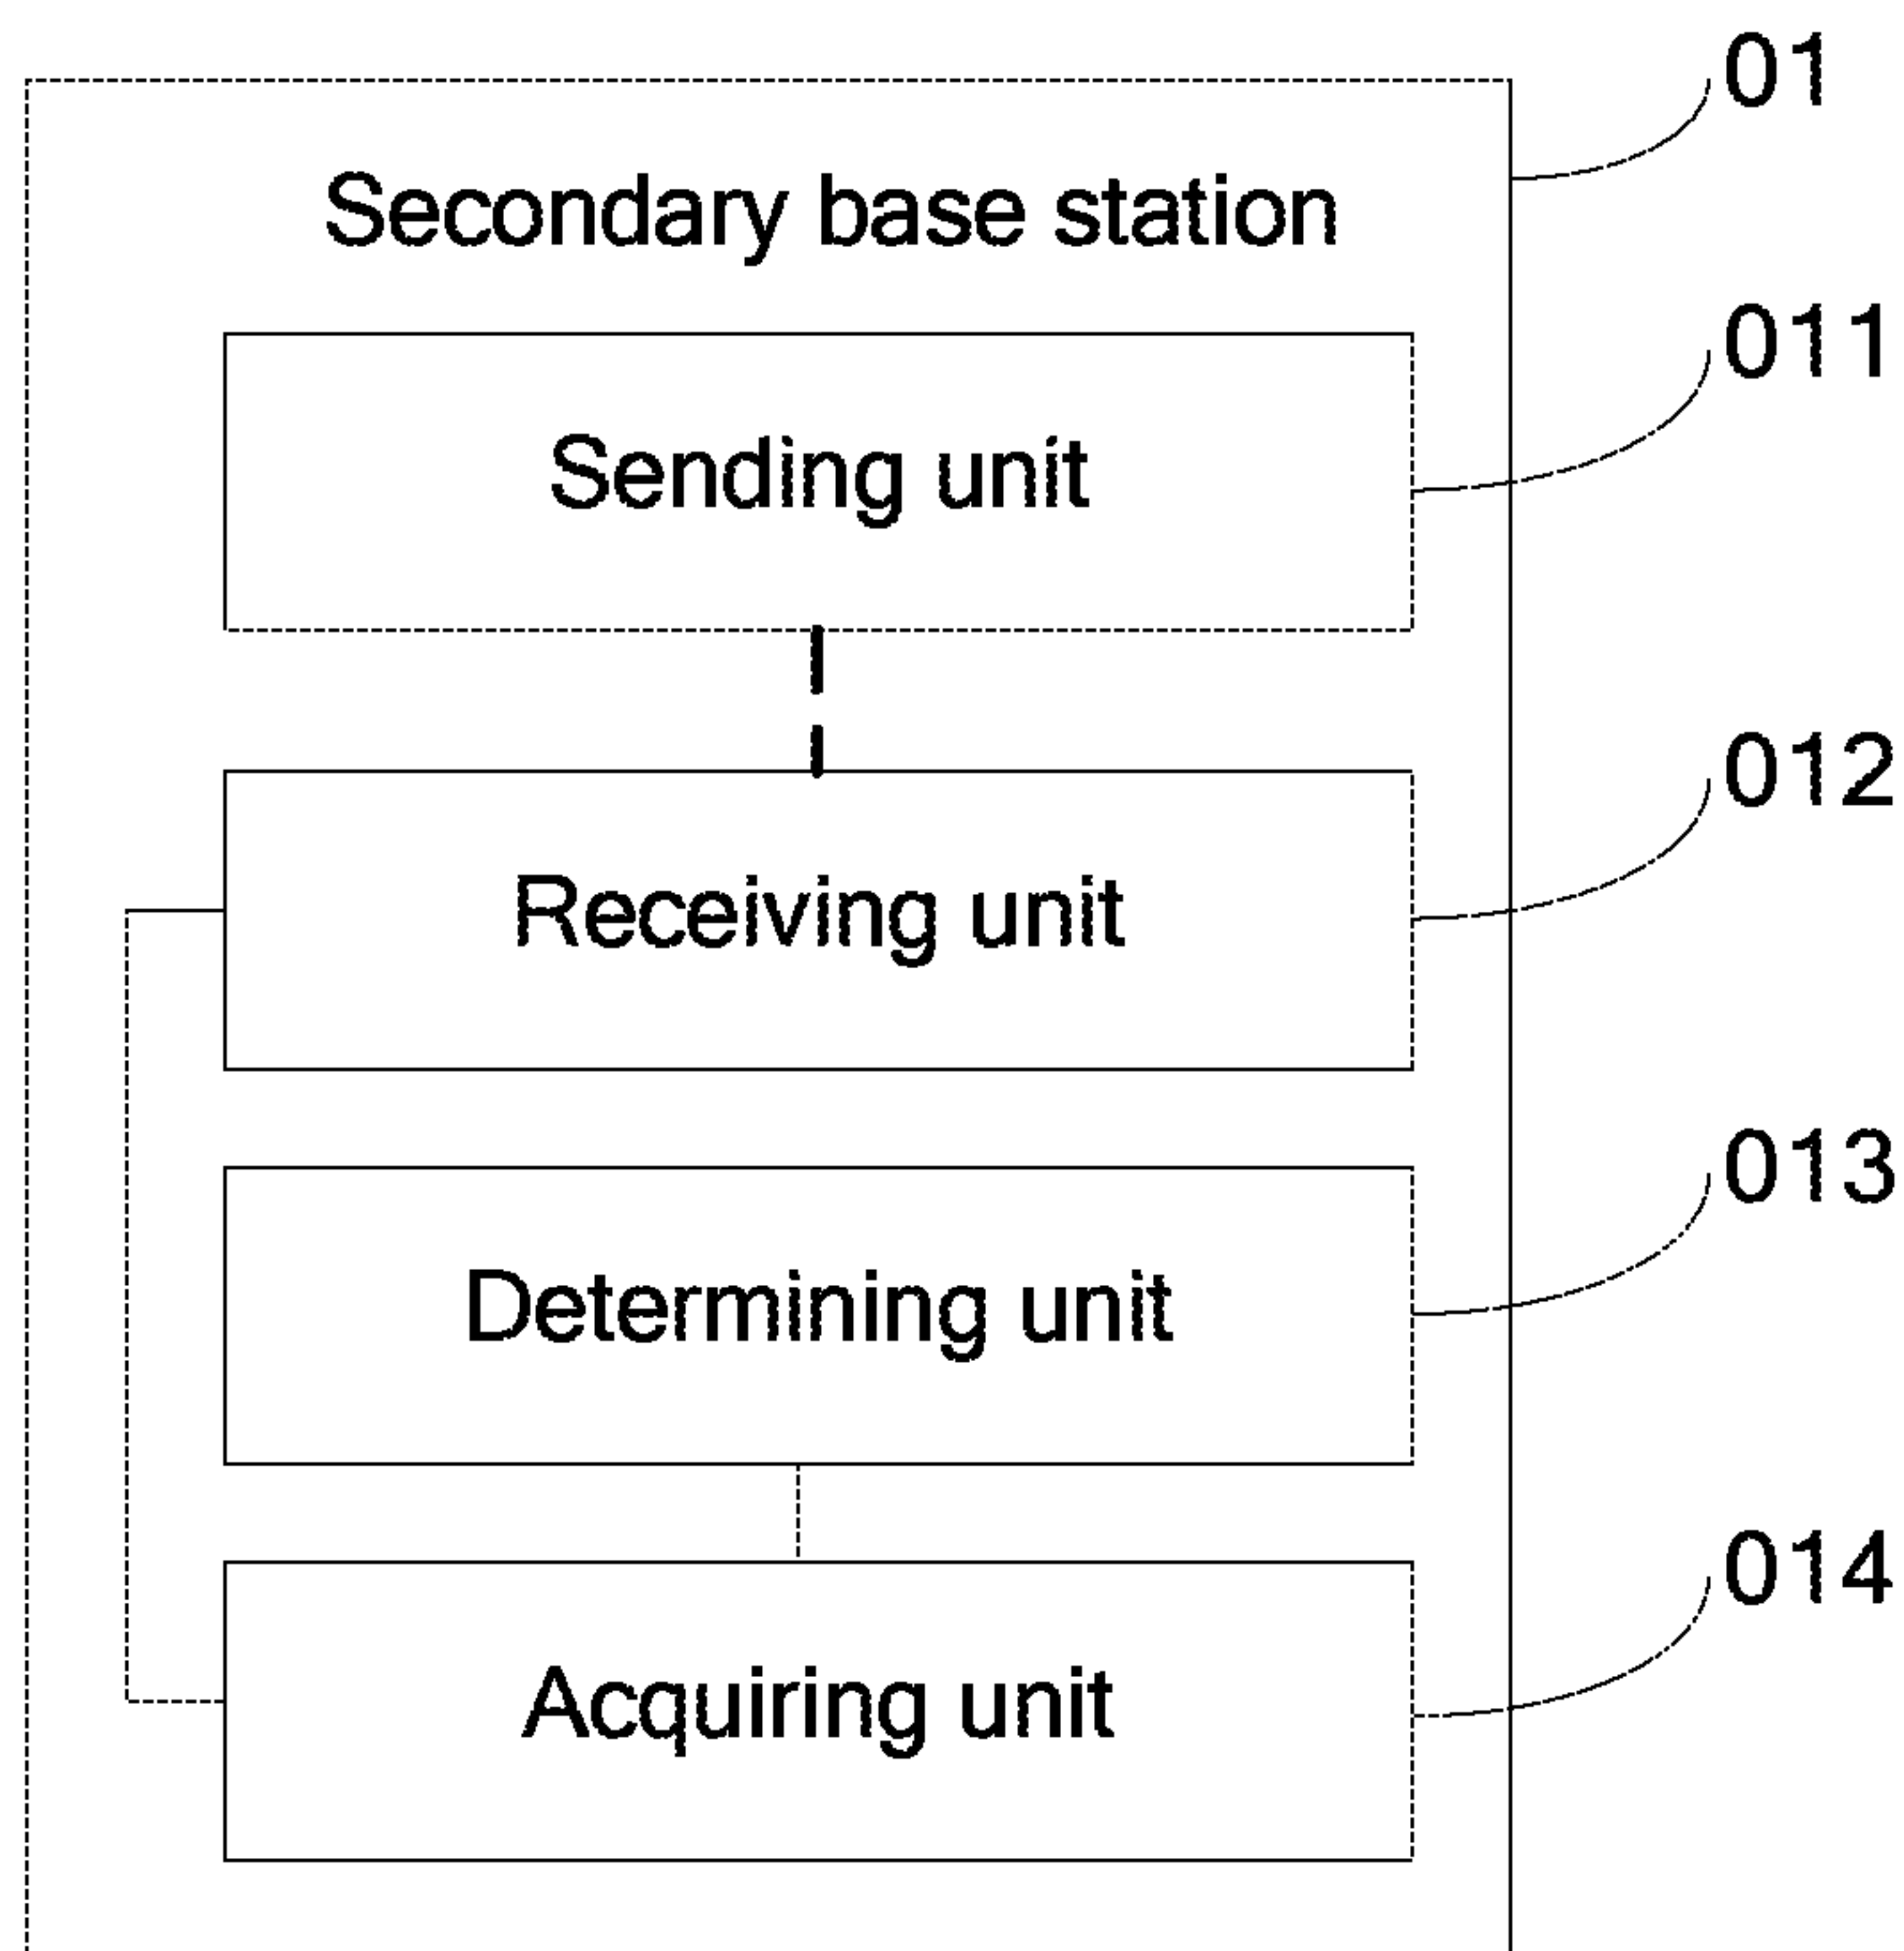 01
Secondary base station
011
Sending unit
012
Receiving unit
013
Determining unit
014
Acquiring unit